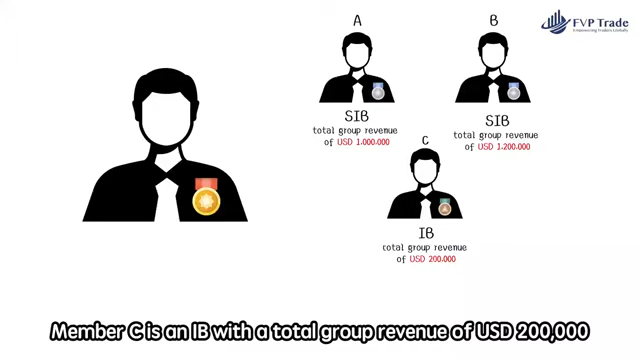 FVP Trade
Empowering Traders Globally
A
SIB
total group revenue
of USD 1.000.000
B
SIB
total group revenue
of USD 1.200.000
C
IB
total group revenue
of USD 200.000
Member C is an IB with a total group revenue of USD 200,000